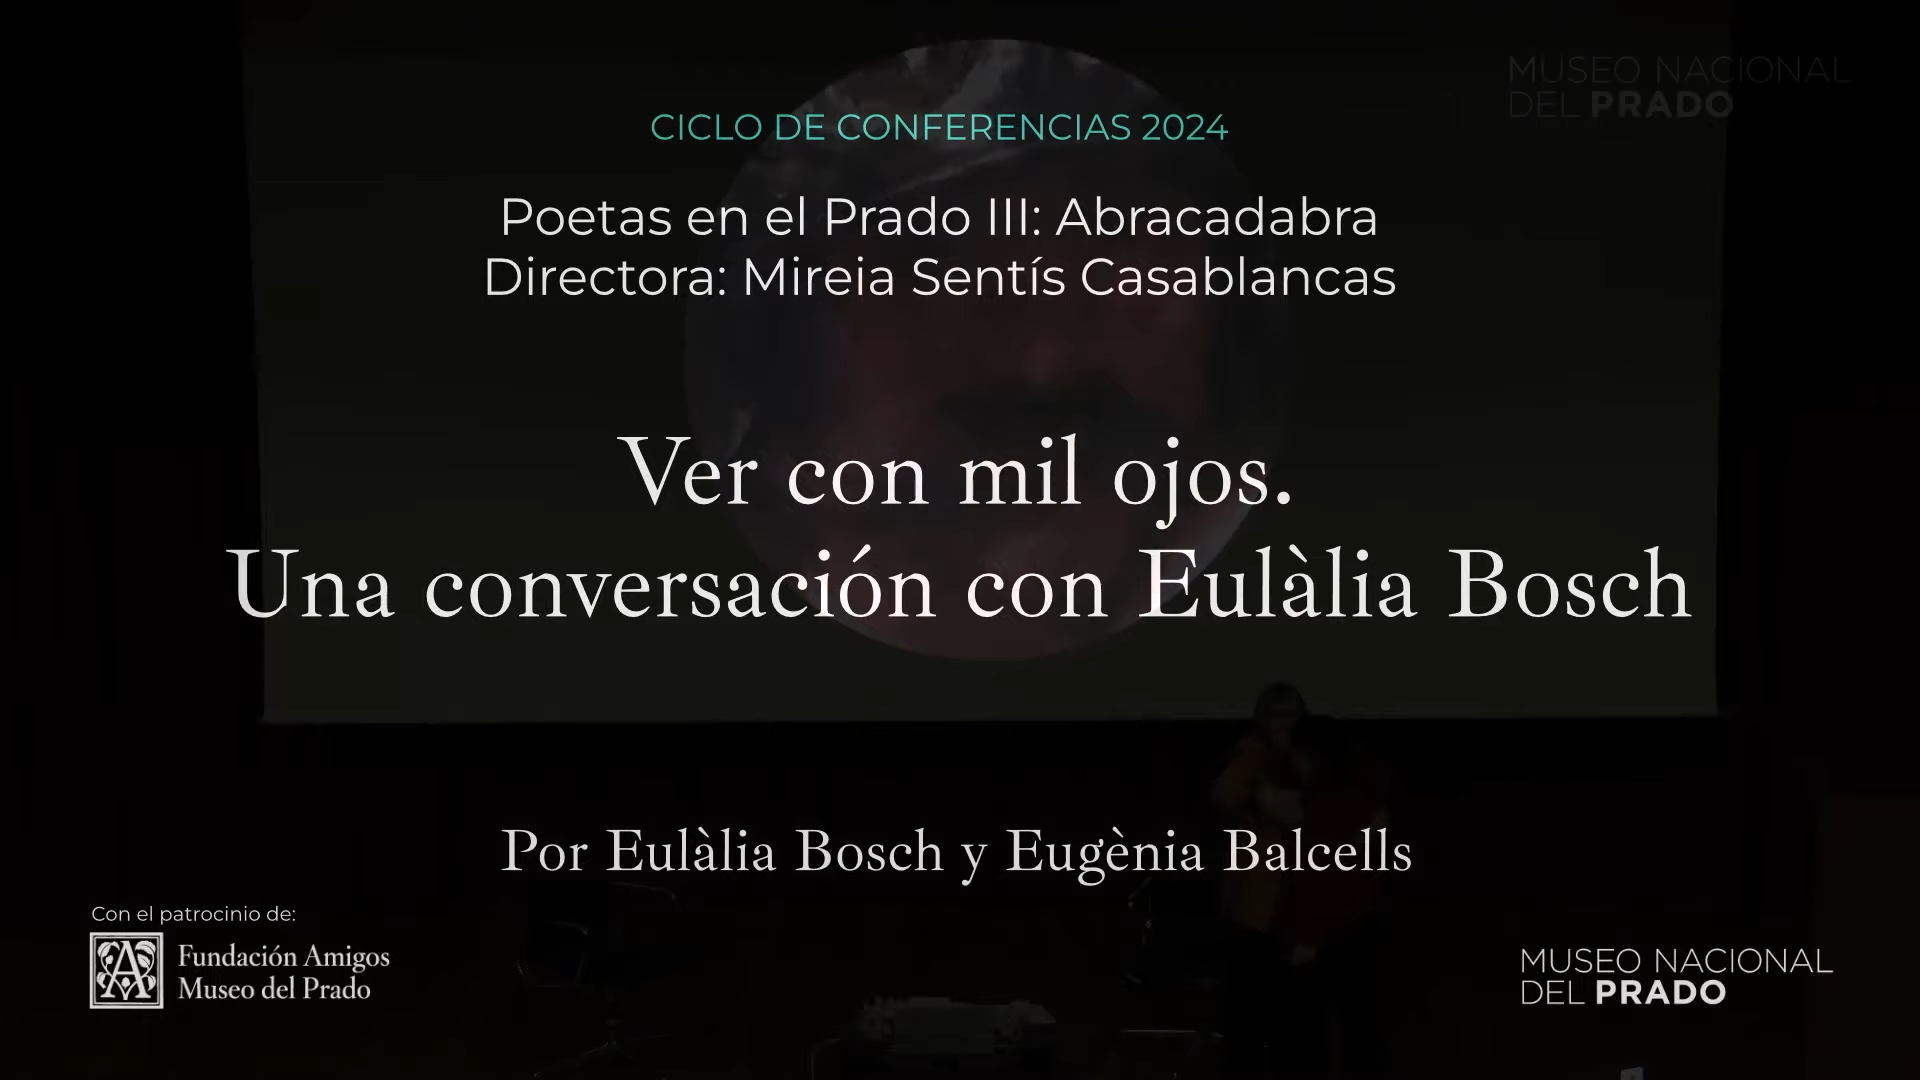 MUSEO NACIONAL
DEL PRADO
CICLO DE CONFERENCIAS 2024
Poetas en el Prado III: Abracadabra
Directora: Mireia Sentís Casablancas
Ver con mil ojos.
Una conversación con Eulàlia Bosch
Por Eulàlia Bosch y Eugènia Balcells
Con el patrocinio de:
Fundación Amigos
Museo del Prado
MUSEO NACIONAL
DEL PRADO